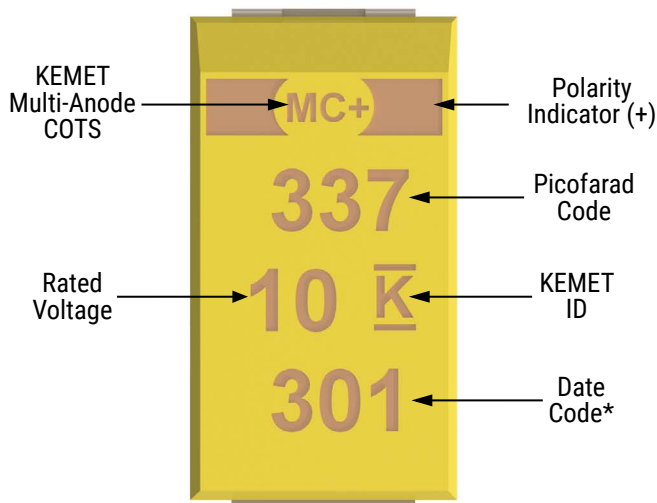 KEMET
Multi-Anode
COTS
MC+
Polarity
Indicator (+)
337
Picofarad
Code
Rated
Voltage
10 K
KEMET
ID
301
Date
Code*